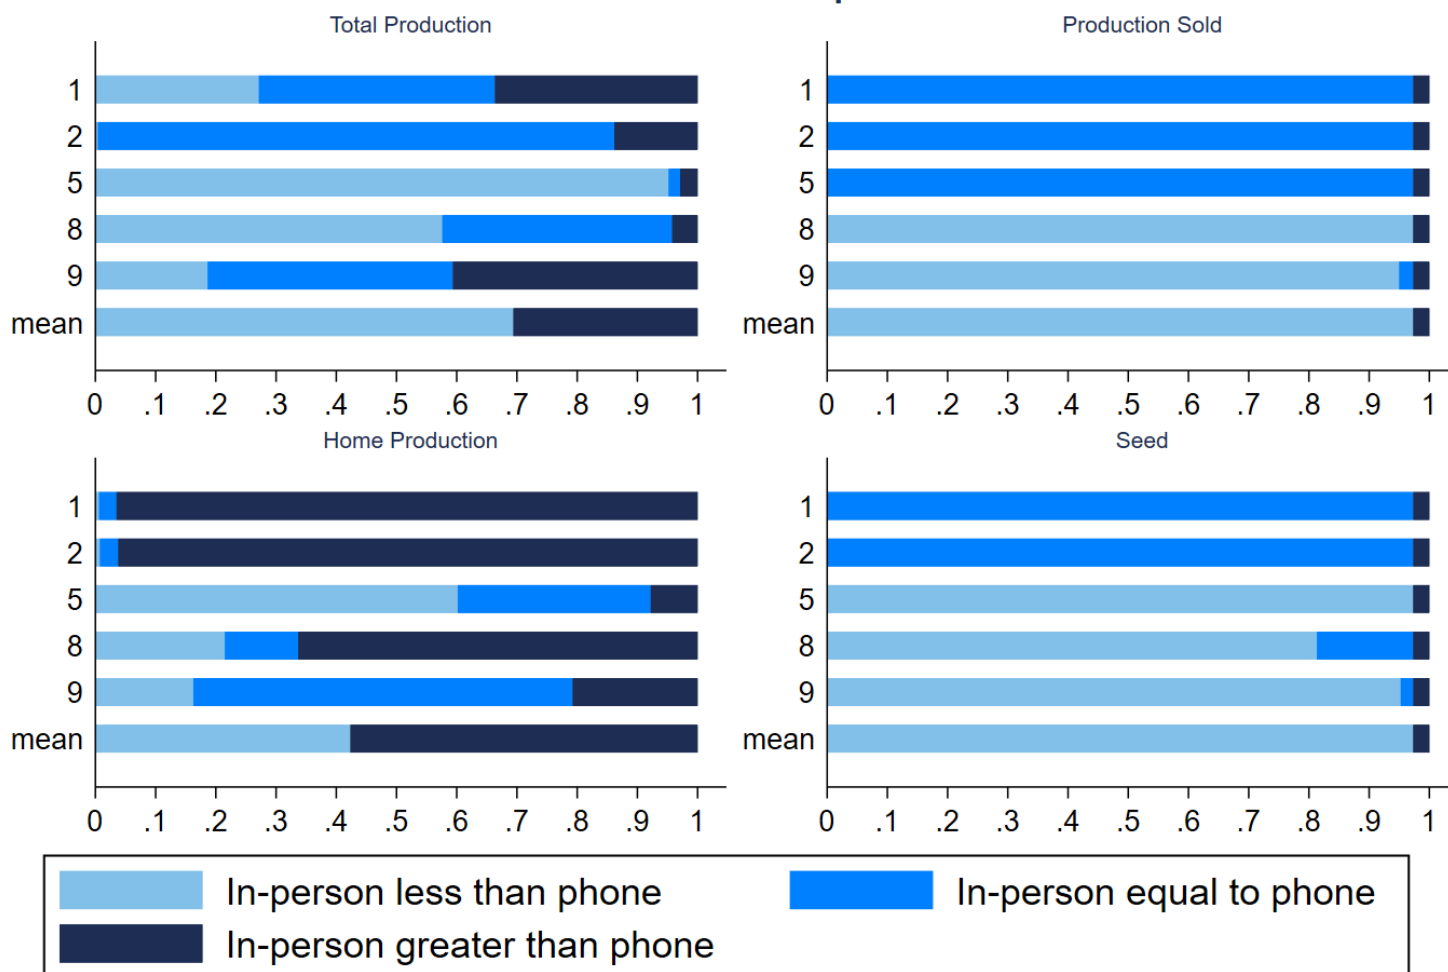 Total Production
1
2
5
8
9
mean
0 .1 .2 .3 .4 .5 .6 .7 .8 .9 1
Production Sold
1
2
5
8
9
mean
0 .1 .2 .3 .4 .5 .6 .7 .8 .9 1
Home Production
1
2
5
8
9
mean
0 .1 .2 .3 .4 .5 .6 .7 .8 .9 1
Seed
1
2
5
8
9
mean
0 .1 .2 .3 .4 .5 .6 .7 .8 .9 1
In-person less than phone
In-person equal to phone
In-person greater than phone